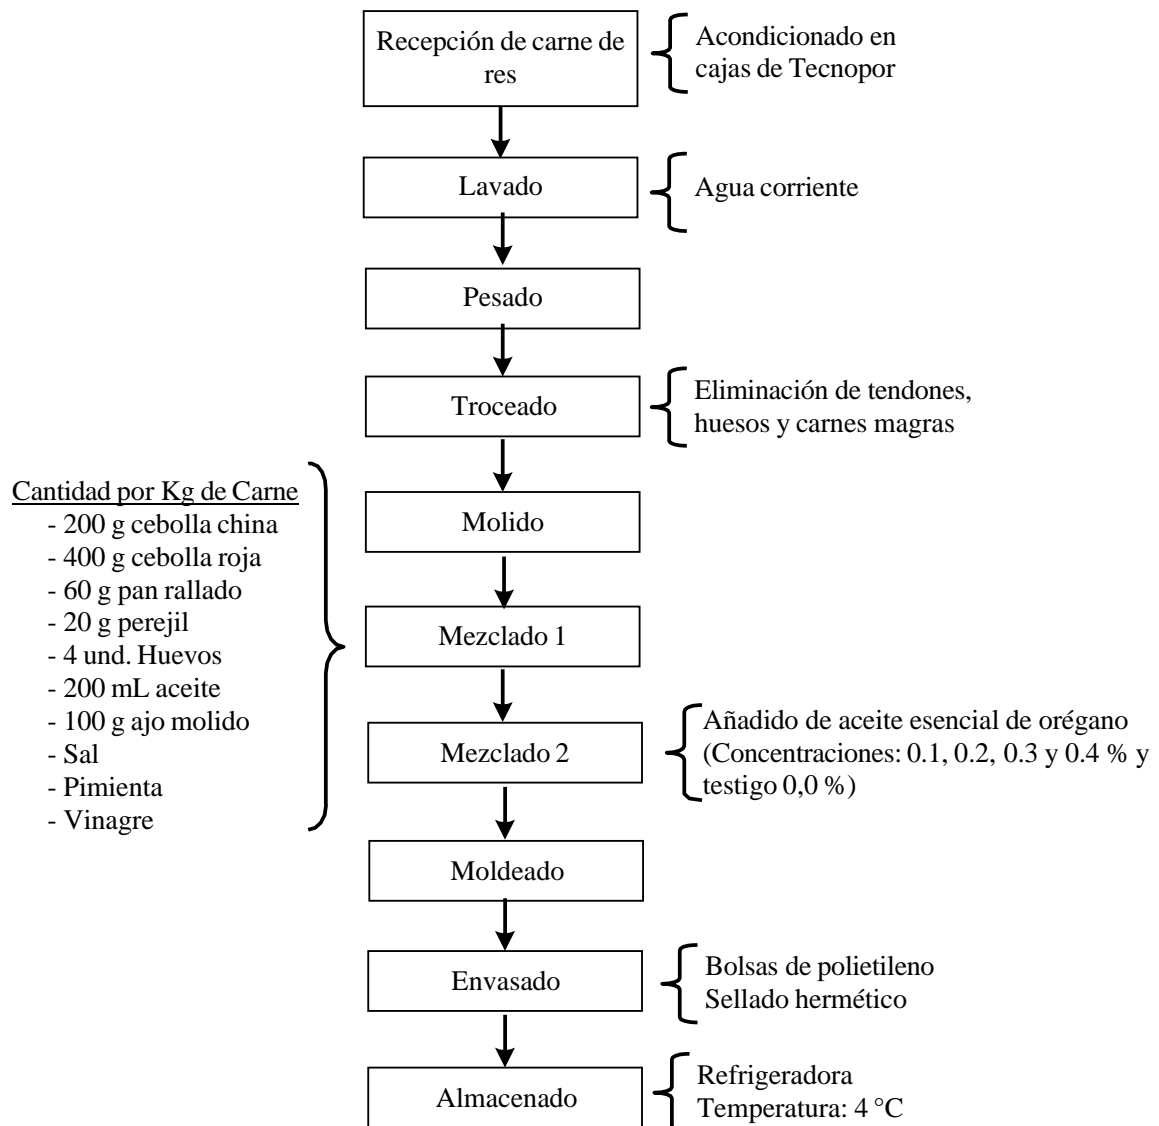 Recepción de carne de
res
Acondicionado en
cajas de Tecnopor
Lavado
Agua corriente
Pesado
Troceado
Eliminación de tendones,
huesos y carnes magras
Cantidad por Kg de Carne
- 200 g cebolla china
- 400 g cebolla roja
- 60 g pan rallado
- 20 g perejil
- 4 und. Huevos
- 200 mL aceite
- 100 g ajo molido
- Sal
- Pimienta
- Vinagre
Molido
Mezclado 1
Mezclado 2
Añadido de aceite esencial de orégano
(Concentraciones: 0.1, 0.2, 0.3 y 0.4 % y
testigo 0,0 %)
Moldeado
Envasado
Bolsas de polietileno
Sellado hermético
Almacenado
Refrigeradora
Temperatura: 4 °C